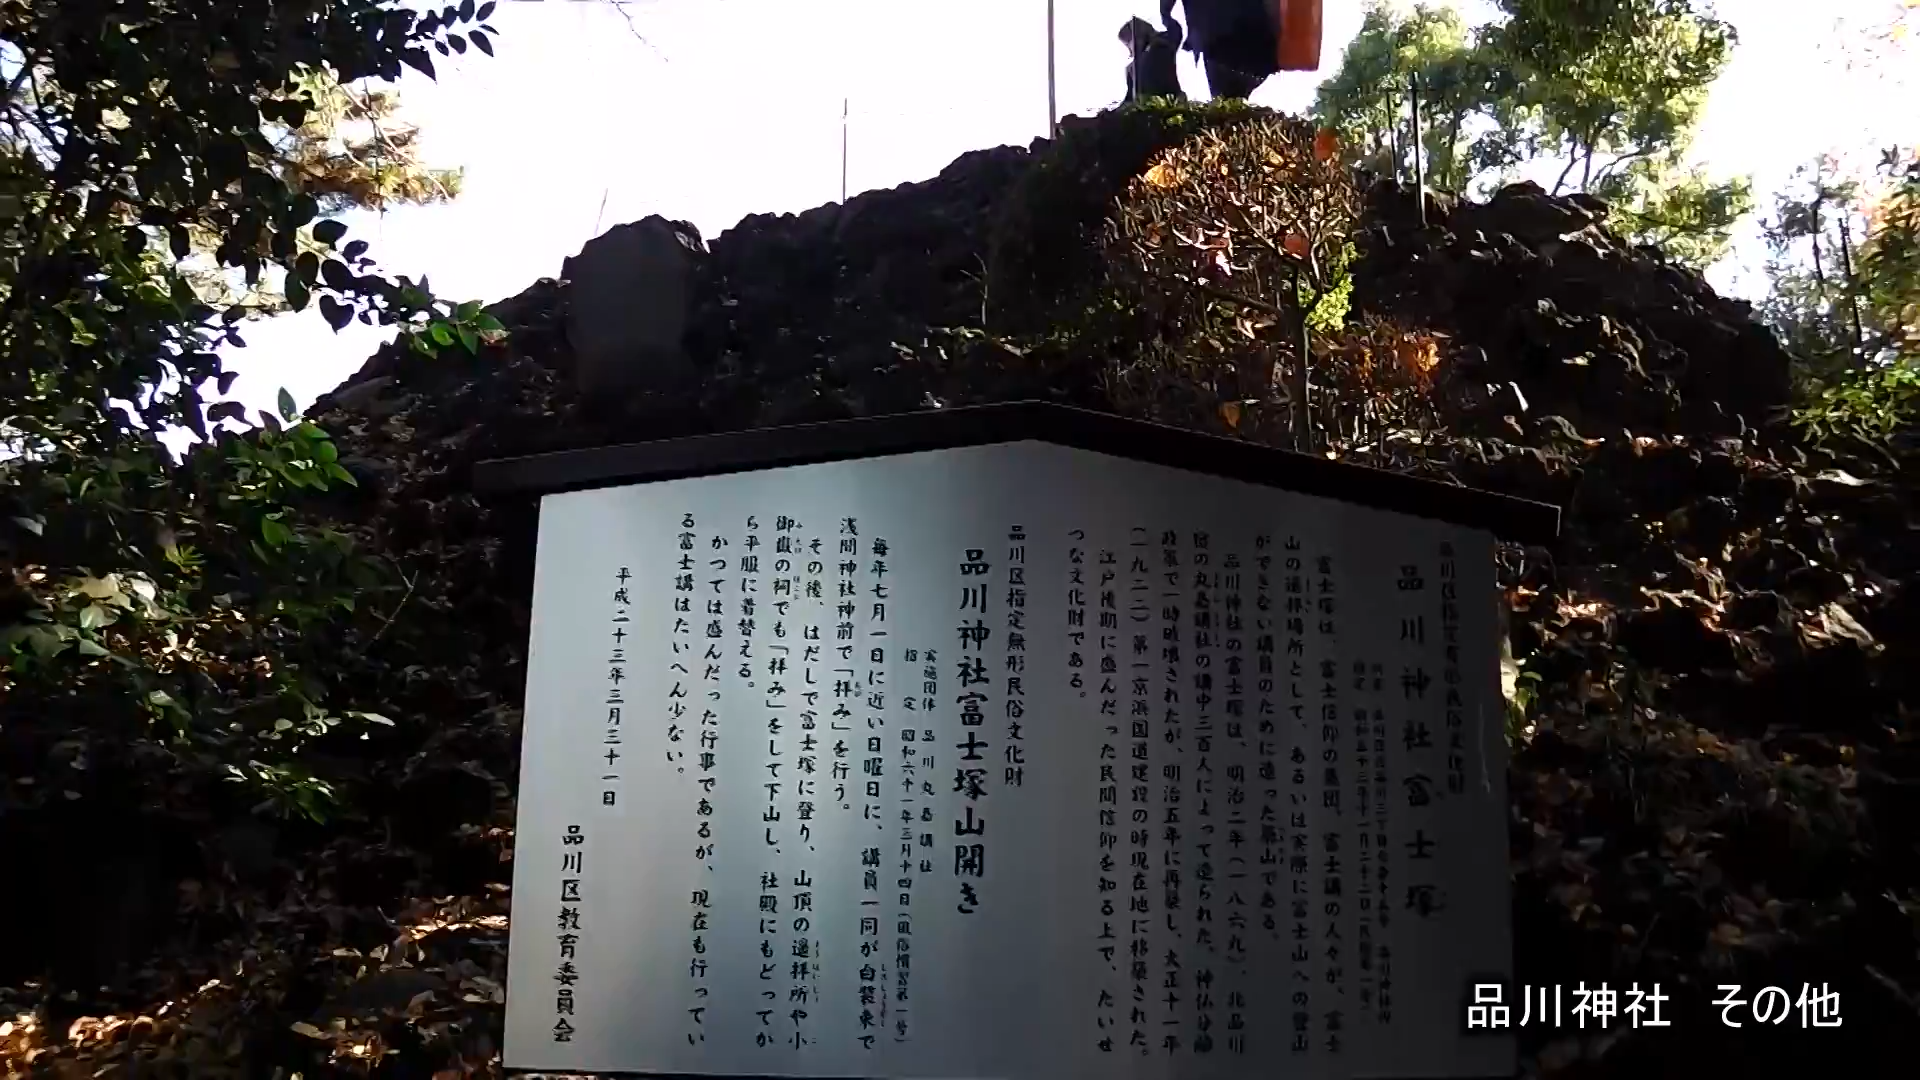 品川区指定有形民俗文化財
品川神社富士塚
富士塚は、富士信仰の集団、富士講の人々が、富士
山の遥拝場所として、あるいは実際に富士山への登山
ができない講員のために造った築山である。
品川神社の富士塚は、明治二年(一八六九)、北品川
宿の丸嘉講社の講中三百人によって造られた。神仏分離
政策で一時破壊されたが、明治五年に再築し、大正十一年
(一九二二)第一京浜国道建設の時現在地に移築された。
江戸後期に盛んだった民間信仰を知る上で、たいせ
つな文化財である。
品川区指定無形民俗文化財
品川神社富士塚山開き
実施団体 品川丸嘉講社
指定 昭和六十一年三月十四日(風俗慣習第一号)
毎年七月一日に近い日曜日に、講員一同が白装束で
浅間神社神前で「拝み」を行う。
その後、はだしで富士塚に登り、山頂の遥拝所や小
御嶽の祠でも「拝み」をして下山し、社殿にもどってか
ら平服に着替える。
かつては盛んだった行事であるが、現在も行ってい
る富士講はたいへん少ない。
平成二十三年三月三十一日
品川区教育委員会
品川神社 その他